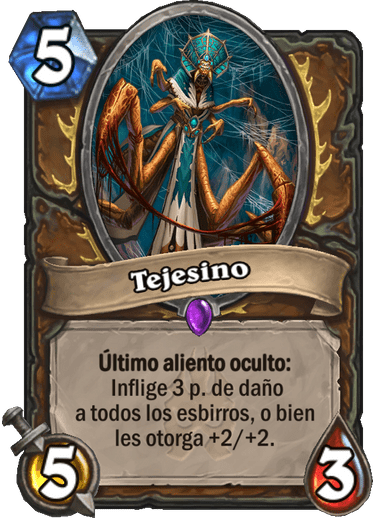 5
Tejesino
Último aliento oculto:
Inflige 3 p. de daño
a todos los esbirros, o bien
les otorga +2/+2.
5
3